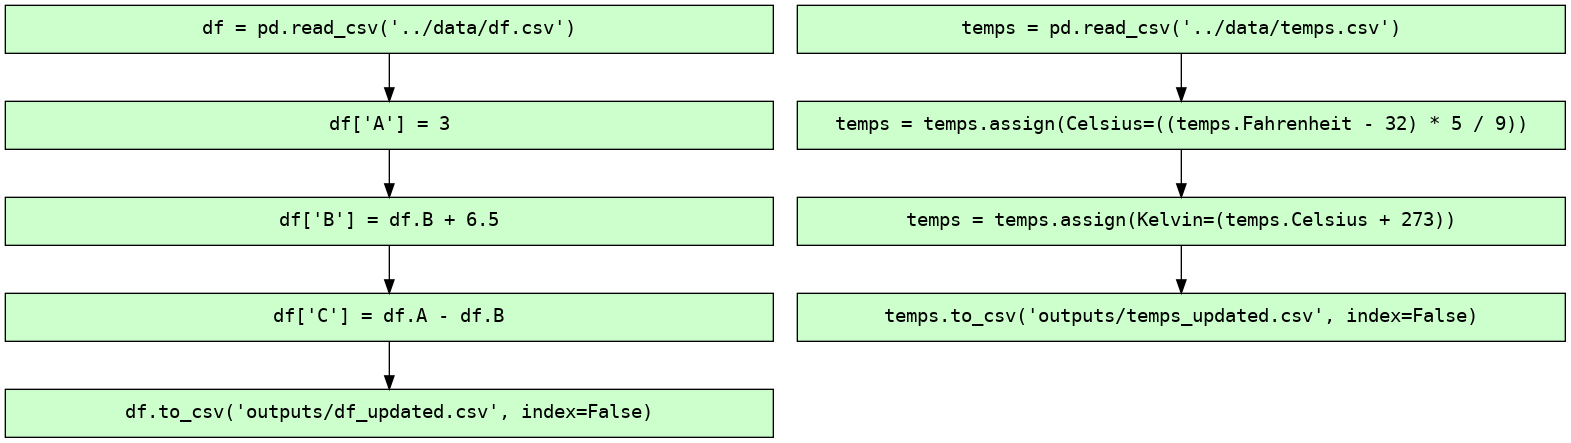 df = pd.read_csv('../data/df.csv')
df['A'] = 3
df['B'] = df.B + 6.5
df['C'] = df.A - df.B
df.to_csv('outputs/df_updated.csv', index=False)
temps = pd.read_csv('../data/temps.csv')
temps = temps.assign(Celsius=((temps.Fahrenheit - 32) * 5 / 9))
temps = temps.assign(Kelvin=(temps.Celsius + 273))
temps.to_csv('outputs/temps_updated.csv', index=False)